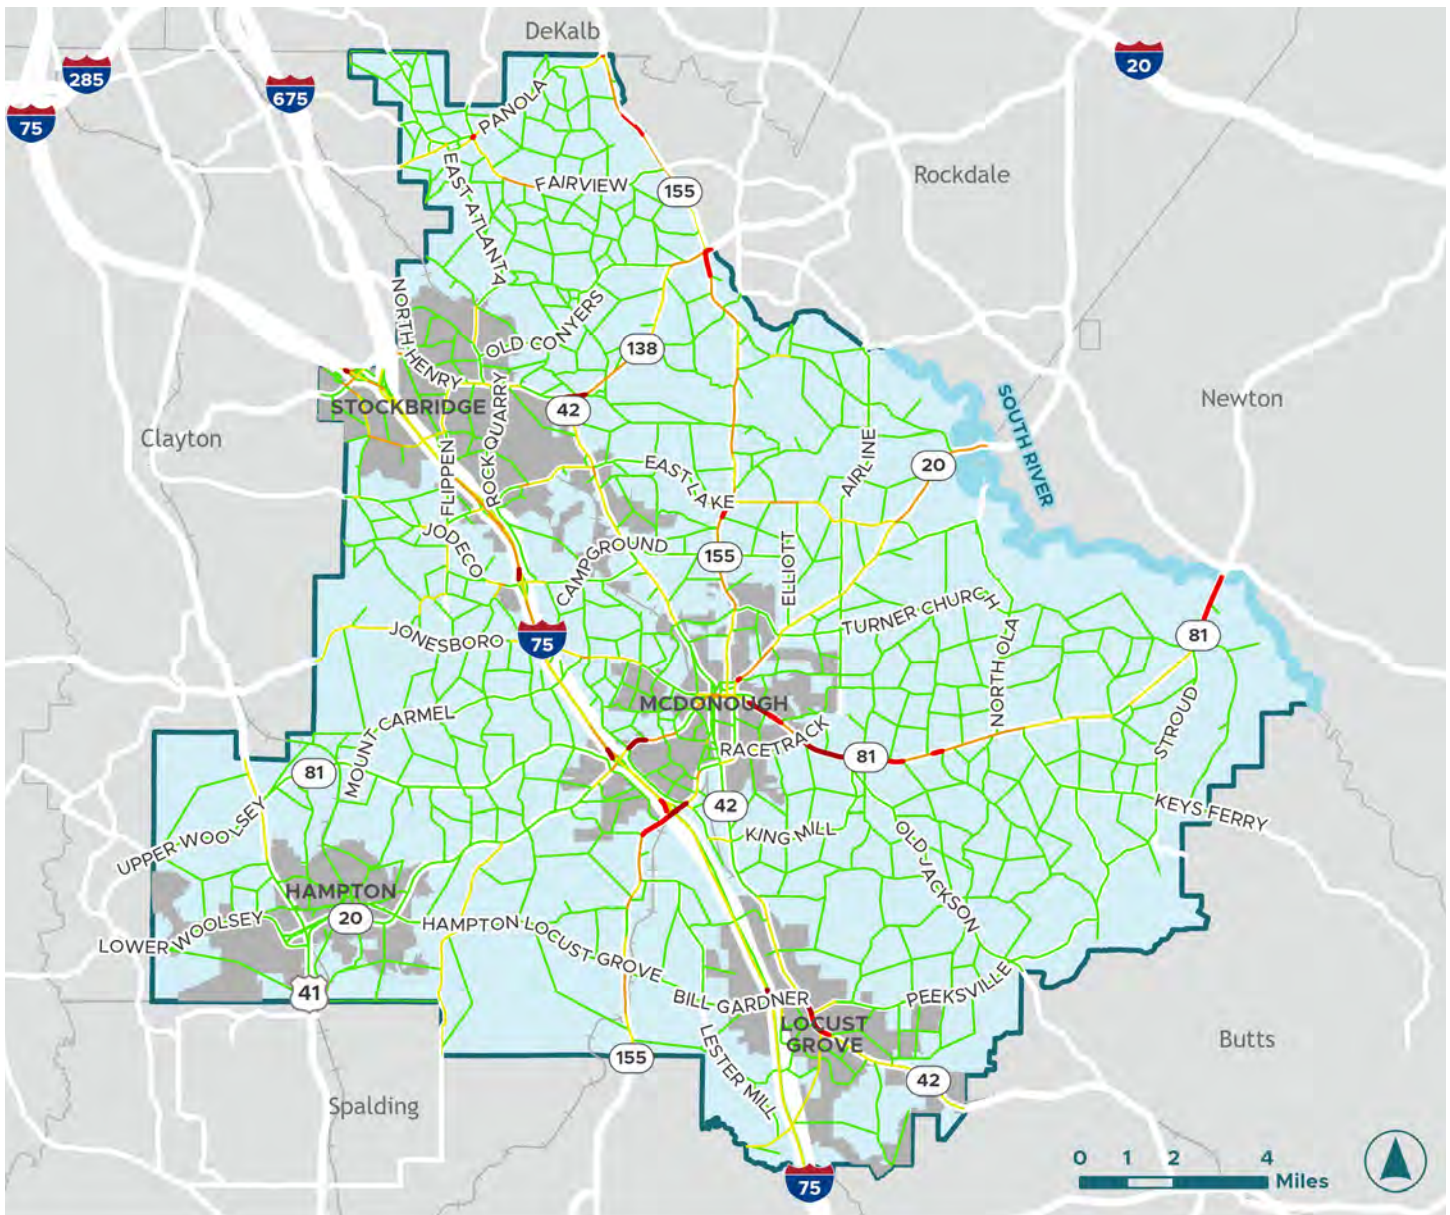 DeKalb
285
20
675
75
PANOLA
Rockdale
EAST ATLANTA
FAIRVIEW
155
NORTH HENRY
OLD CONYERS
138
STOCKBRIDGE
ROCK QUARRY
42
Newton
SOUTH RIVER
Clayton
FLIPPEN
EAST LAKE
AIRLINE
20
JODECO
CAMPGROUND
155
ELLIOTT
TURNER CHURCH
JONESBORO
75
81
NORTH OLA
MCDONOUGH
STROUD
MOUNT CARMEL
RACETRACK
81
81
UPPER WOOLSEY
42
KING MILL
KEYS FERRY
OLD JACKSON
HAMPTON
20
LOWER WOOLSEY
HAMPTON LOCUST GROVE
41
BILL GARDNER
PEEKSVILLE
LOCUST
GROVE
155
LESTER MILL
42
Butts
Spalding
0 1 2 4
Miles
75